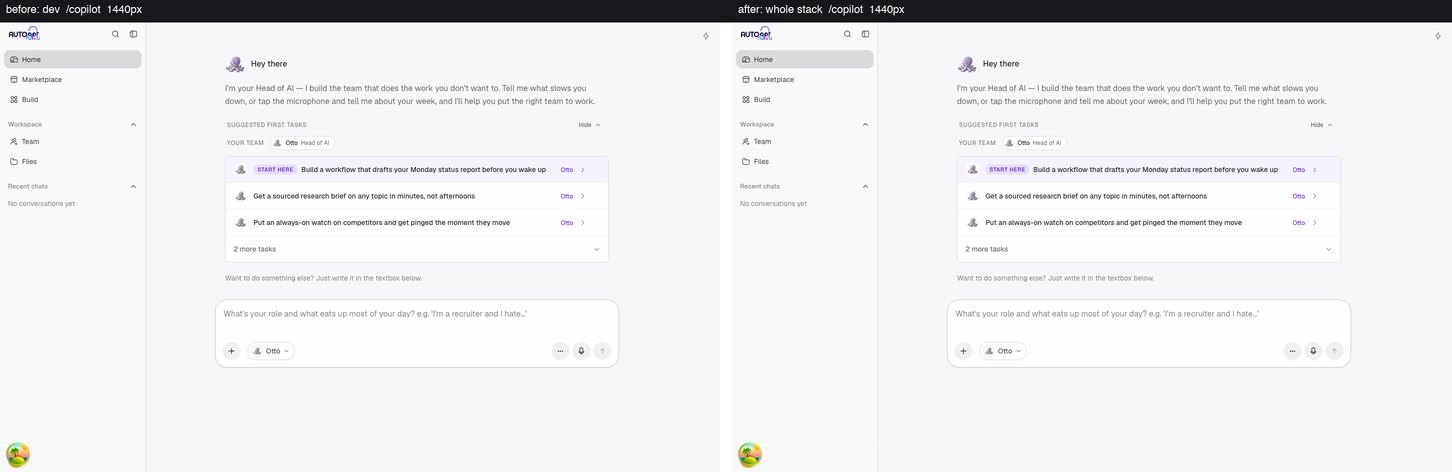 before: dev /copilot 1440px
AUTOGPT
Home
Marketplace
Build
Workspace
Team
Files
Recent chats
No conversations yet
Hey there
I'm your Head of AI — I build the team that does the work you don't want to. Tell me what slows you
down, or tap the microphone and tell me about your week, and I'll help you put the right team to work.
SUGGESTED FIRST TASKS Hide
YOUR TEAM Otto Head of AI
START HERE Build a workflow that drafts your Monday status report before you wake up Otto
Get a sourced research brief on any topic in minutes, not afternoons Otto
Put an always-on watch on competitors and get pinged the moment they move Otto
2 more tasks
Want to do something else? Just write it in the textbox below.
What's your role and what eats up most of your day? e.g. 'I'm a recruiter and I hate...'
Otto
after: whole stack /copilot 1440px
AUTOGPT
Home
Marketplace
Build
Workspace
Team
Files
Recent chats
No conversations yet
Hey there
I'm your Head of AI — I build the team that does the work you don't want to. Tell me what slows you
down, or tap the microphone and tell me about your week, and I'll help you put the right team to work.
SUGGESTED FIRST TASKS Hide
YOUR TEAM Otto Head of AI
START HERE Build a workflow that drafts your Monday status report before you wake up Otto
Get a sourced research brief on any topic in minutes, not afternoons Otto
Put an always-on watch on competitors and get pinged the moment they move Otto
2 more tasks
Want to do something else? Just write it in the textbox below.
What's your role and what eats up most of your day? e.g. 'I'm a recruiter and I hate...'
Otto